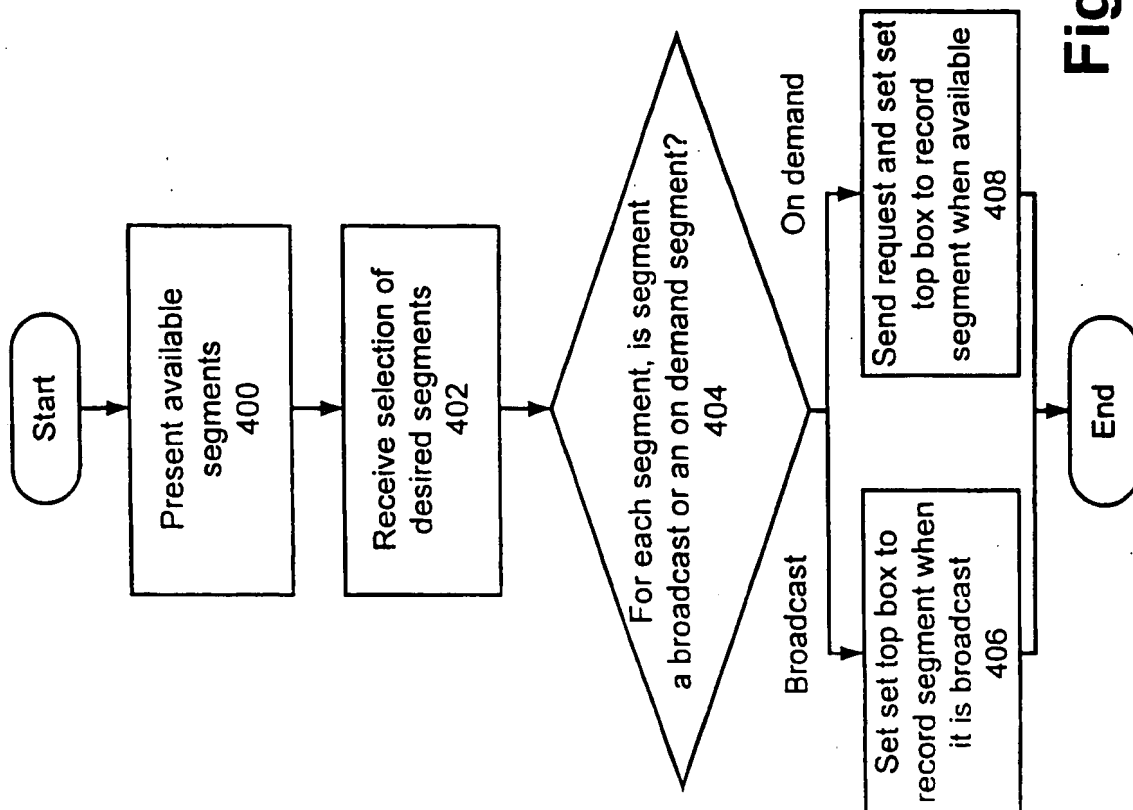 Start
Present available
segments
400
Receive selection of
desired segments
402
For each segment, is segment
a broadcast or an on demand segment?
404
Broadcast
On demand
Set set top box to
record segment when
it is broadcast
406
Send request and set set
top box to record
segment when available
408
End
Fig